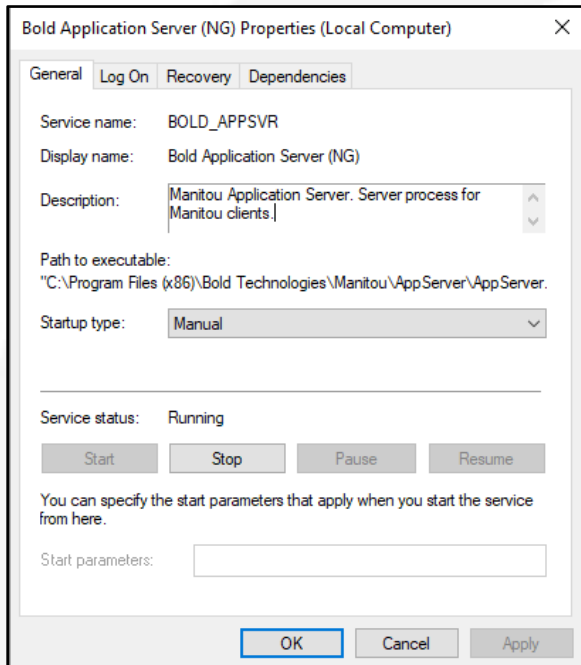 Bold Application Server (NG) Properties (Local Computer)
General Log On Recovery Dependencies
Service name: BOLD_APPSVR
Display name: Bold Application Server (NG)
Description: Manitou Application Server. Server process for
Manitou clients.
Path to executable:
"C:\Program Files (x86)\Bold Technologies\Manitou\AppServer\AppServer.
Startup type: Manual
Service status: Running
Start Stop Pause Resume
You can specify the start parameters that apply when you start the service
from here.
Start parameters:
OK Cancel Apply